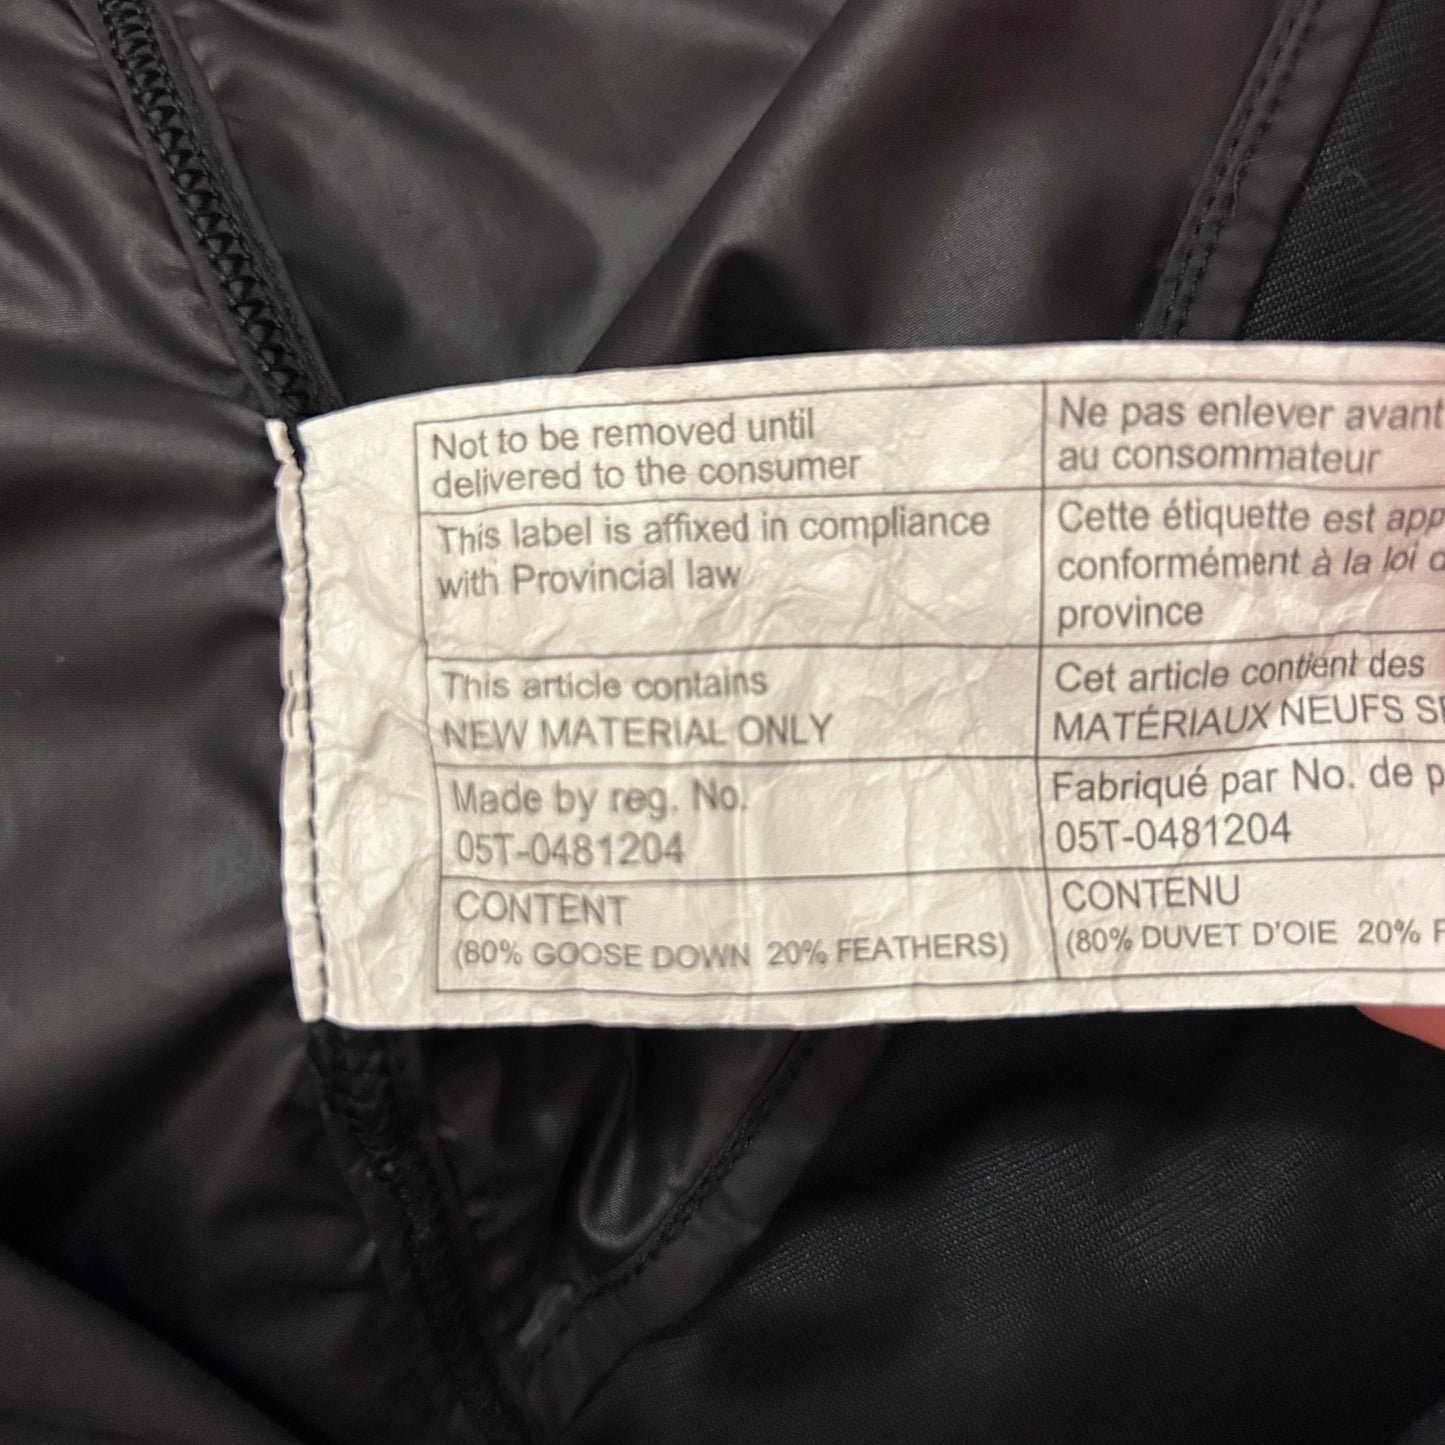 Not to be removed until
delivered to the consumer
This label is affixed in compliance
with Provincial law
This article contains
NEW MATERIAL ONLY
Made by reg. No.
05T-0481204
CONTENT
(80% GOOSE DOWN 20% FEATHERS)
Ne pas enlever avant
au consommateur
Cette étiquette est
conformément à la loi
province
Cet article contient des
MATÉRIAUX NEUFS
Fabriqué par No. de
05T-0481204
CONTENU
(80% DUVET D'OIE 20%